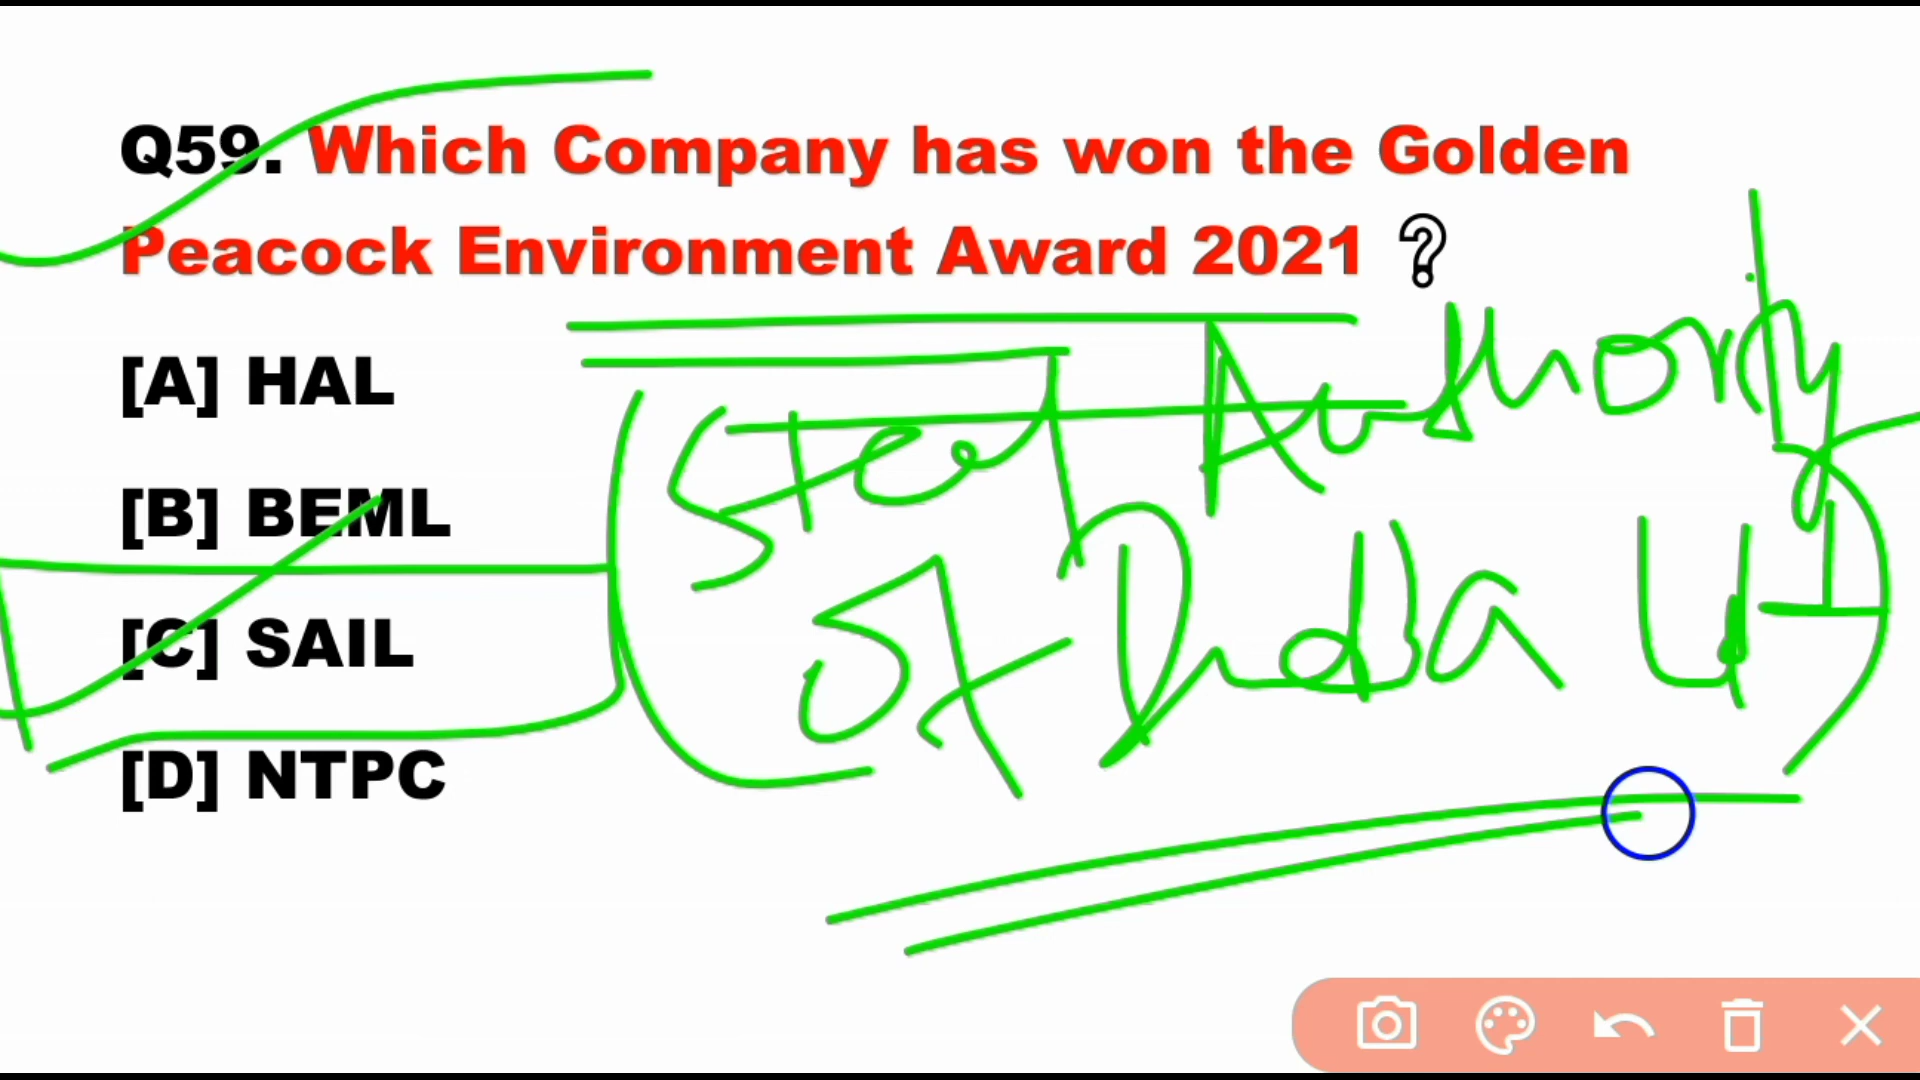 Q59. Which Company has won the Golden
Peacock Environment Award 2021 ?
[A] HAL
[B] BEML
[C] SAIL
[D] NTPC
Steel Authority
of India